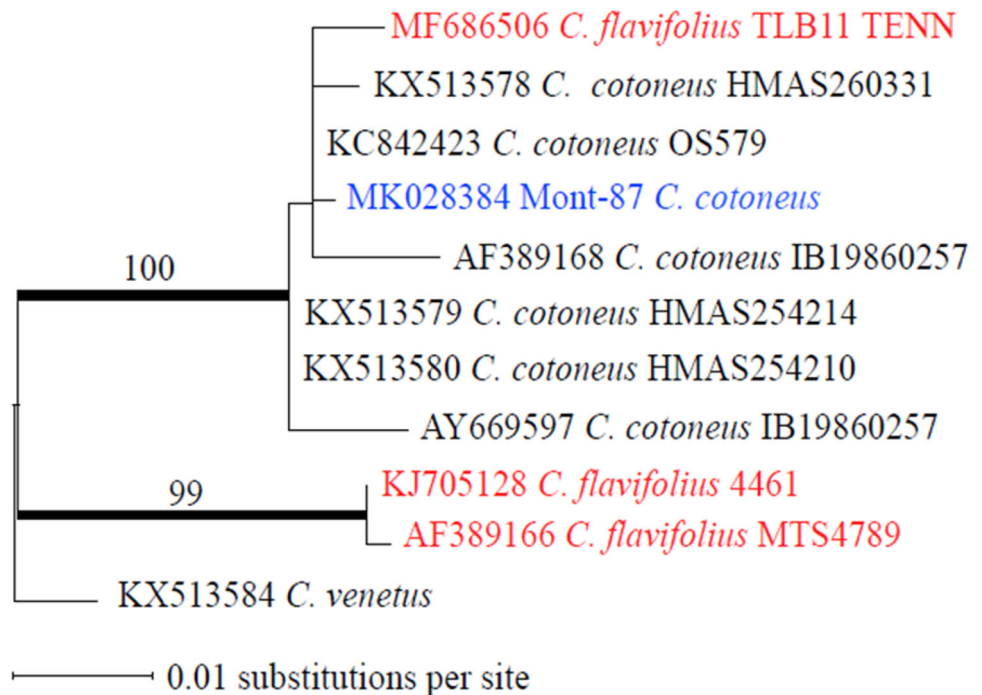 MF686506 C. flavifolius TLB11 TENN
KX513578 C. cotoneus HMAS260331
KC842423 C. cotoneus OS579
MK028384 Mont-87 C. cotoneus
AF389168 C. cotoneus IB19860257
100
KX513579 C. cotoneus HMAS254214
KX513580 C. cotoneus HMAS254210
AY669597 C. cotoneus IB19860257
KJ705128 C. flavifolius 4461
99
AF389166 C. flavifolius MTS4789
KX513584 C. venetus
0.01 substitutions per site